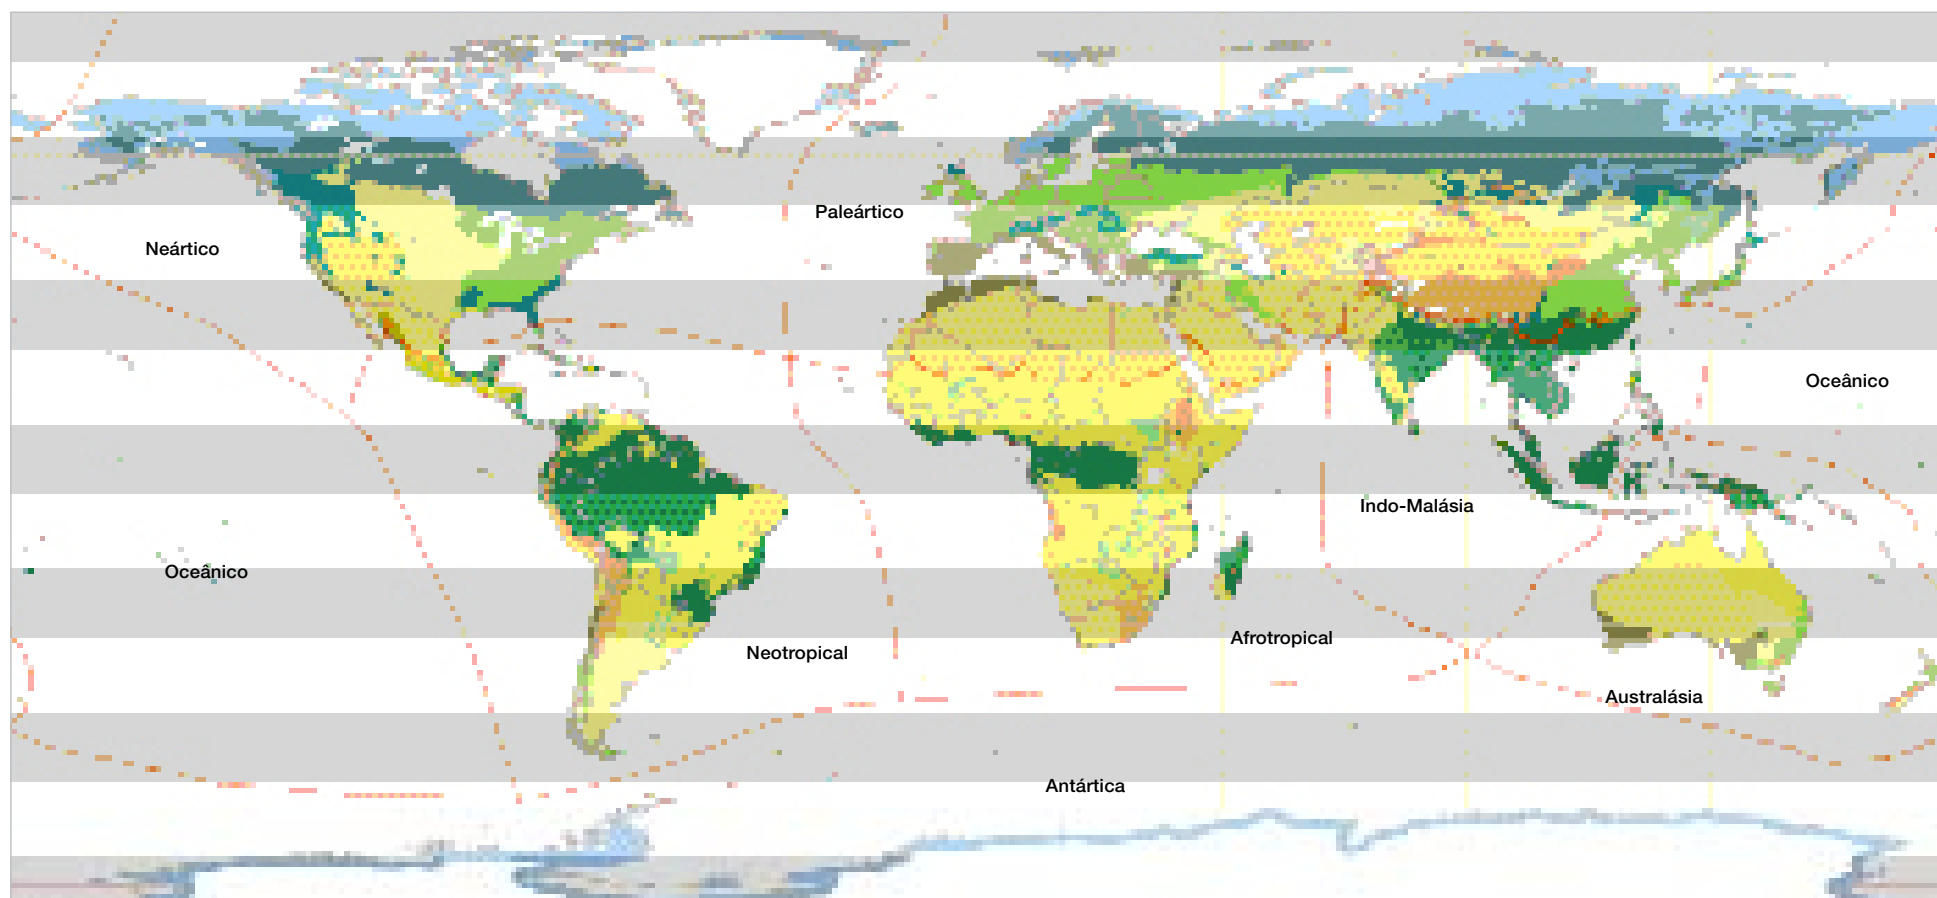 Paleártico
Neártico
Oceânico
Indo-Malásia
Oceânico
Afrotropical
Neotropical
Australásia
Antártica